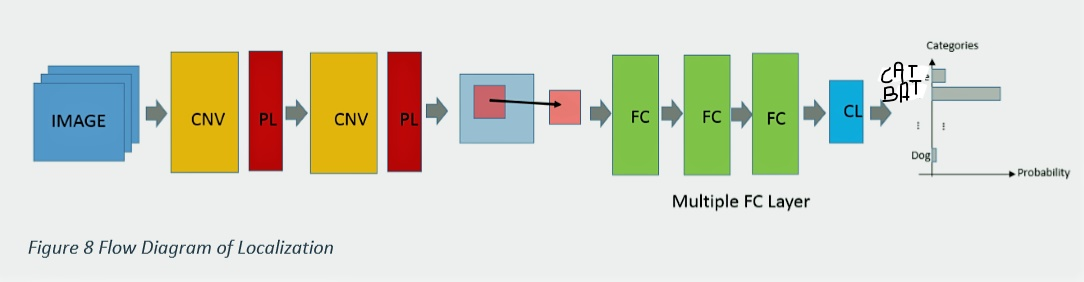 Categories
CAT
BAT
IMAGE
CNV
PL
CNV
PL
FC
FC
FC
CL
⋮ ⋮
Dog
Probability
Multiple FC Layer
Figure 8 Flow Diagram of Localization